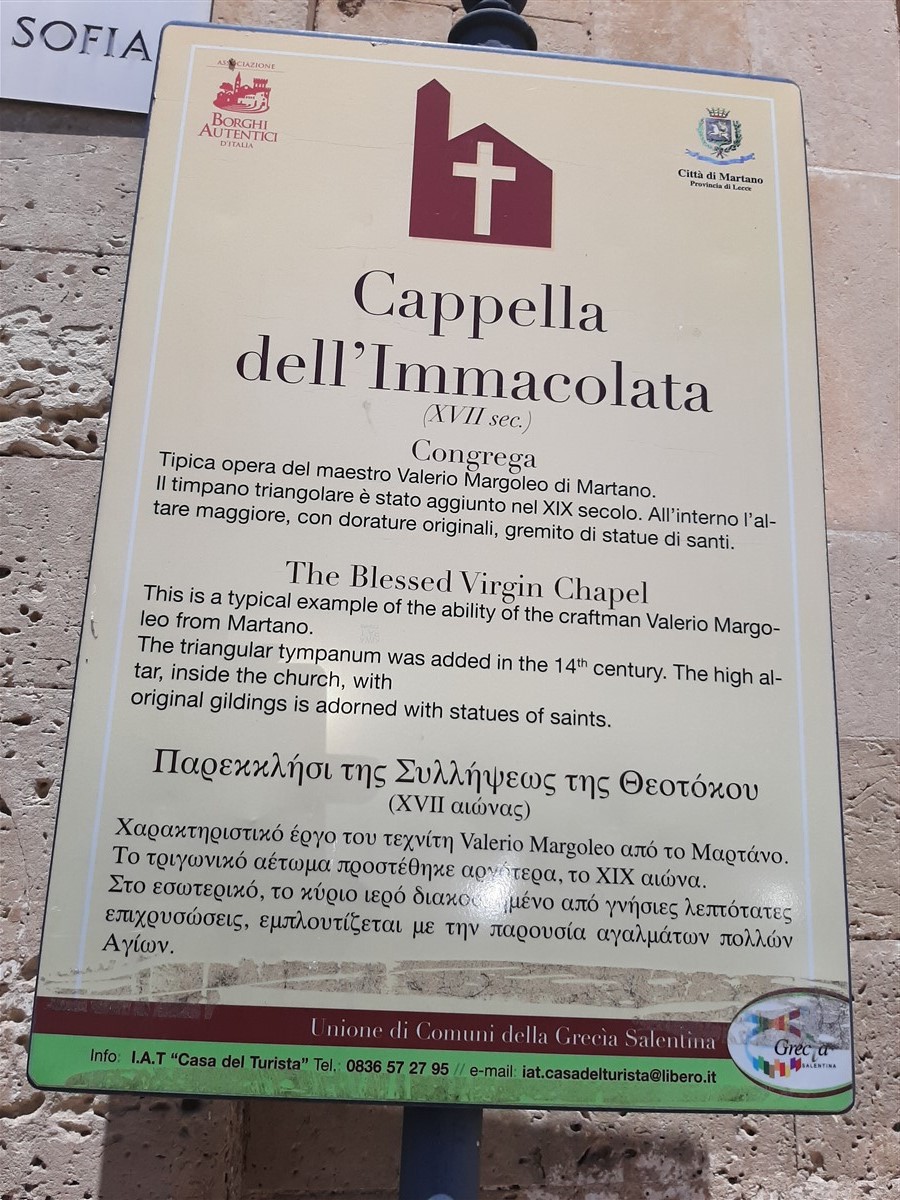 SOFIA
ASSOCIAZIONE
BORGHI
AUTENTICI
D'ITALIA
Città di Martano
Provincia di Lecce
Cappella
dell'Immacolata
(XVII sec.)
Congrega
Tipica opera del maestro Valerio Margoleo di Martano.
Il timpano triangolare è stato aggiunto nel XIX secolo. All'interno l'al-
tare maggiore, con dorature originali, gremito di statue di santi.
The Blessed Virgin Chapel
This is a typical example of the ability of the craftman Valerio Margo-
leo from Martano.
The triangular tympanum was added in the 14th century. The high al-
tar, inside the church, with
original gildings is adorned with statues of saints.
Παρεκκλήσι της Συλλήψεως της Θεοτόκου
(XVII αιώνας)
Χαρακτηριστικό έργο του τεχνίτη Valerio Margoleo από το Μαρτάνο.
Το τριγωνικό αέτωμα προστέθηκε αργότερα, το XIX αιώνα.
Στο εσωτερικό, το κύριο ιερό διακοσμημένο από γνήσιες λεπτότατες
επιχρυσώσεις, εμπλουτίζεται με την παρουσία αγαλμάτων πολλών
Αγίων.
Unione di Comuni della Grecìa Salentina
Grecìa
SALENTINA
Info: I.A.T "Casa del Turista" Tel.: 0836 57 27 95 // e-mail: iat.casadelturista@libero.it